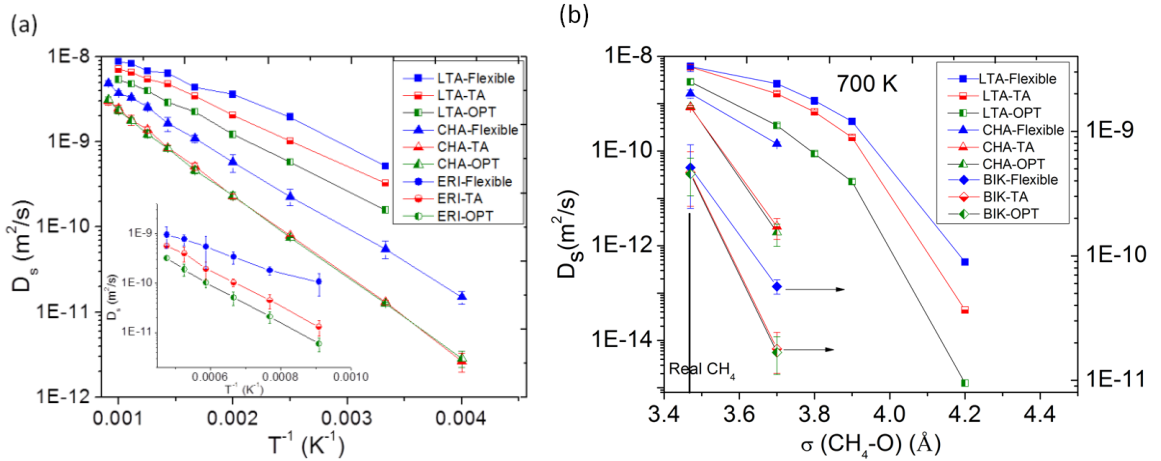 (a)
1E-8
1E-9
1E-10
1E-11
1E-12
D_s (m²/s)
LTA-Flexible
LTA-TA
LTA-OPT
CHA-Flexible
CHA-TA
CHA-OPT
ERI-Flexible
ERI-TA
ERI-OPT
1E-9
1E-10
1E-11
D_s (m²/s)
0.0006 0.0008 0.0010
T⁻¹ (K⁻¹)
0.001 0.002 0.003 0.004
T⁻¹ (K⁻¹)
(b)
1E-8
1E-10
1E-12
1E-14
D_s(m²/s)
700 K
LTA-Flexible
LTA-TA
LTA-OPT
CHA-Flexible
CHA-TA
CHA-OPT
BIK-Flexible
BIK-TA
BIK-OPT
1E-9
1E-10
1E-11
Real CH₄
3.4 3.6 3.8 4.0 4.2 4.4
σ (CH₄-O) (Å)